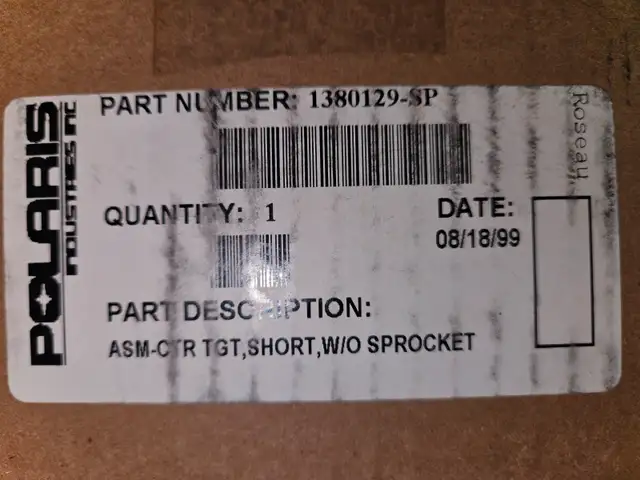 POLARIS
INDUSTRIES INC
PART NUMBER: 1380129-SP
Roseau
QUANTITY: 1
DATE:
08/18/99
PART DESCRIPTION:
ASM-CTR TGT,SHORT,W/O SPROCKET